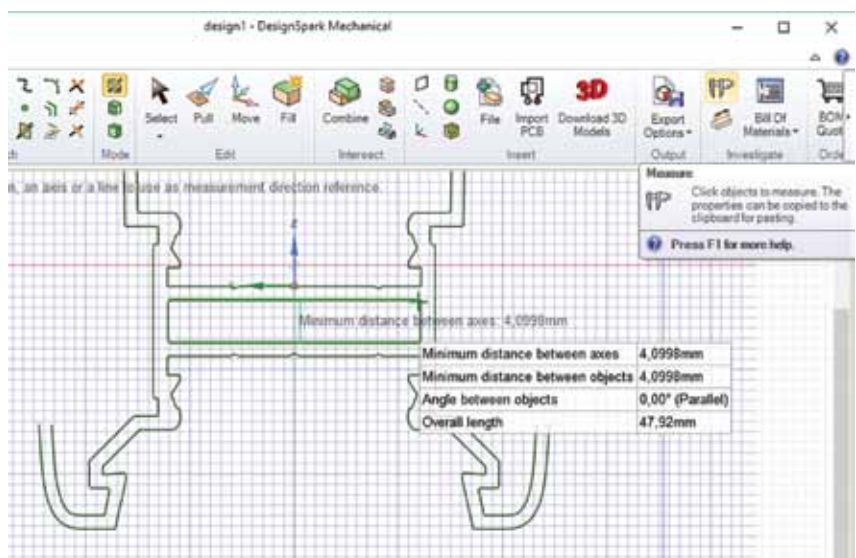 design1 - DesignSpark Mechanical
Select Pull Move Fill Combine File Import PCB Download 3D Models Export Options Bill Of Materials BOM Quot
Mode Edit Intersect Insert Output Investigate Orde
an axis or a line to use as measurement direction reference.
Measure
Click objects to measure. The
properties can be copied to the
clipboard for pasting.
Press F1 for more help.
z
Minimum distance between axes: 4,0998mm
Minimum distance between axes 4,0998mm
Minimum distance between objects 4,0998mm
Angle between objects 0,00° (Parallel)
Overall length 47,92mm